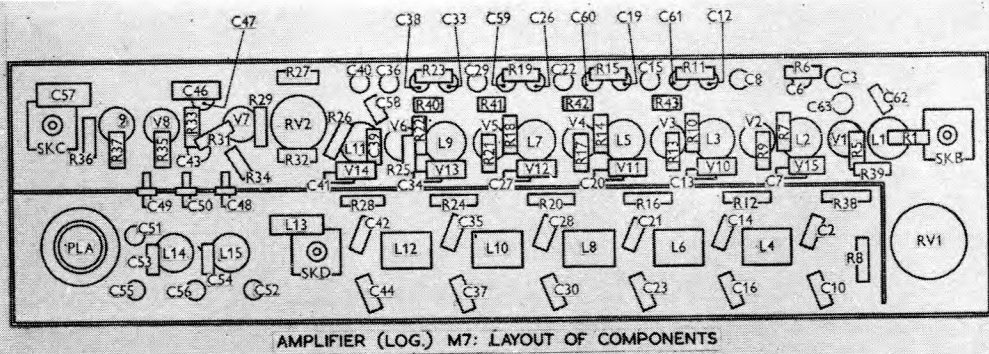 C47 C38 C33 C59 C26 C60 C19 C61 C12
R27 C40 C36 R23 C29 R19 C22 R15 C15 R11 C8 R6 C3
C57 C46 C58 R40 R41 R42 R43 C6 C63 C62
R29 R33 V7 RV2 R26 C39 V6 R22 L9 V5 R18 L7 V4 R14 L5 V3 R10 L3 V2 R7 L2 V1 L1 R1
SKC R36 9 R37 V8 R35 C43 R31 R34 R32 L11 R25 R21 R17 R13 R9 R5 R39 SKB
V14 V13 V12 V11 V10 V15
C41 C34 C27 C20 C13 C7
C49 C50 C48 R28 R24 R20 R16 R12 R38
PLA C51 L13 C42 C35 C28 C21 C14 C2
C53 L14 C54 L15 SKD L12 L10 L8 L6 L4 R8 RV1
C55 C56 C52 C44 C37 C30 C23 C16 C10
AMPLIFIER (LOG.) M7: LAYOUT OF COMPONENTS